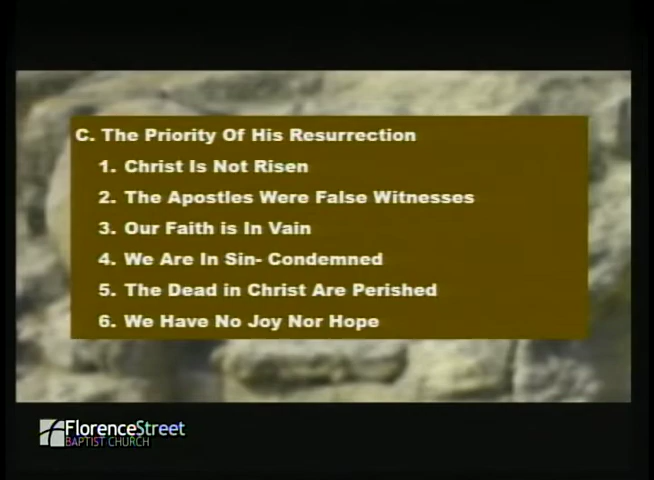 C. The Priority Of His Resurrection
1. Christ Is Not Risen
2. The Apostles Were False Witnesses
3. Our Faith is In Vain
4. We Are In Sin- Condemned
5. The Dead in Christ Are Perished
6. We Have No Joy Nor Hope
FlorenceStreet
BAPTIST CHURCH